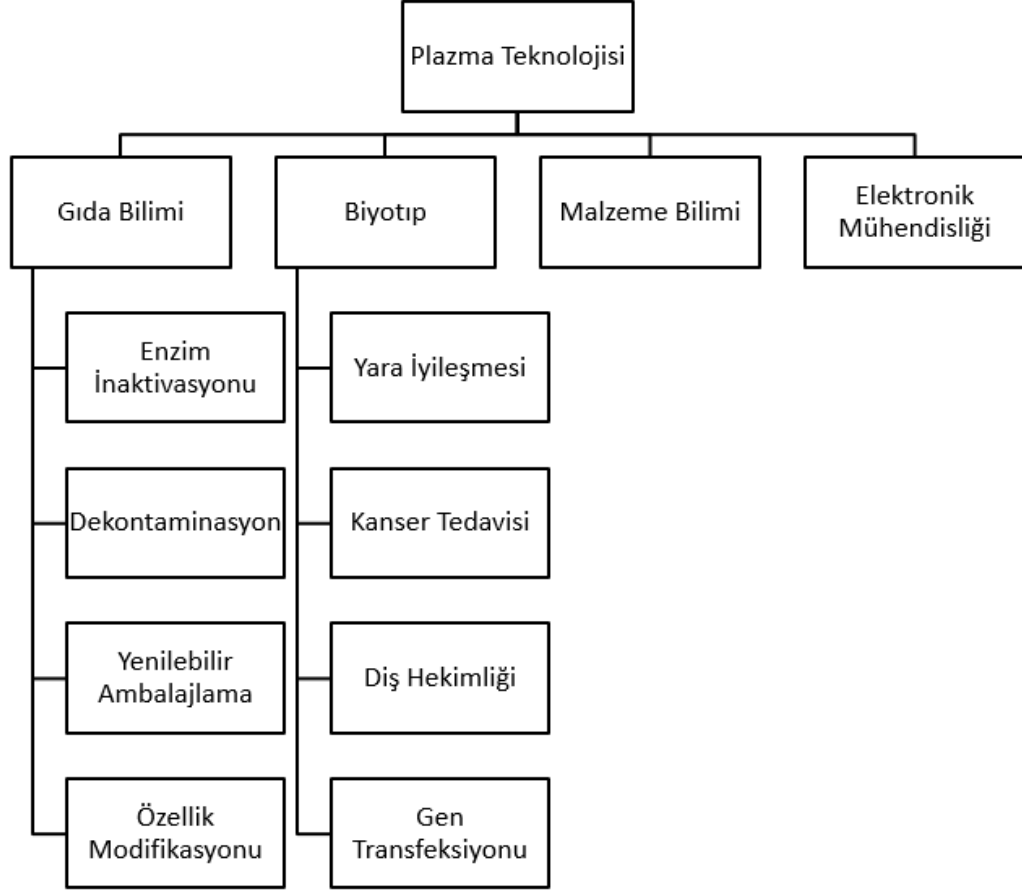 Plazma Teknolojisi
Gıda Bilimi
Biyotıp
Malzeme Bilimi
Elektronik
Mühendisliği
Enzim
İnaktivasyonu
Dekontaminasyon
Yenilebilir
Ambalajlama
Özellik
Modifikasyonu
Yara İyileşmesi
Kanser Tedavisi
Diş Hekimliği
Gen
Transfeksiyonu